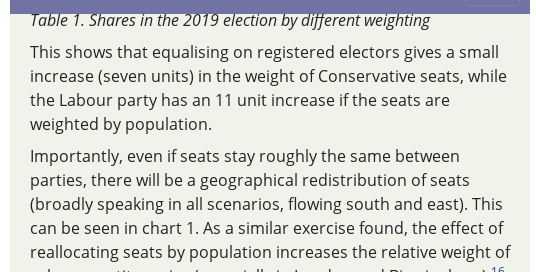 Table 1. Shares in the 2019 election by different weighting
This shows that equalising on registered electors gives a small
increase (seven units) in the weight of Conservative seats, while
the Labour party has an 11 unit increase if the seats are
weighted by population.
Importantly, even if seats stay roughly the same between
parties, there will be a geographical redistribution of seats
(broadly speaking in all scenarios, flowing south and east). This
can be seen in chart 1. As a similar exercise found, the effect of
reallocating seats by population increases the relative weight of
16